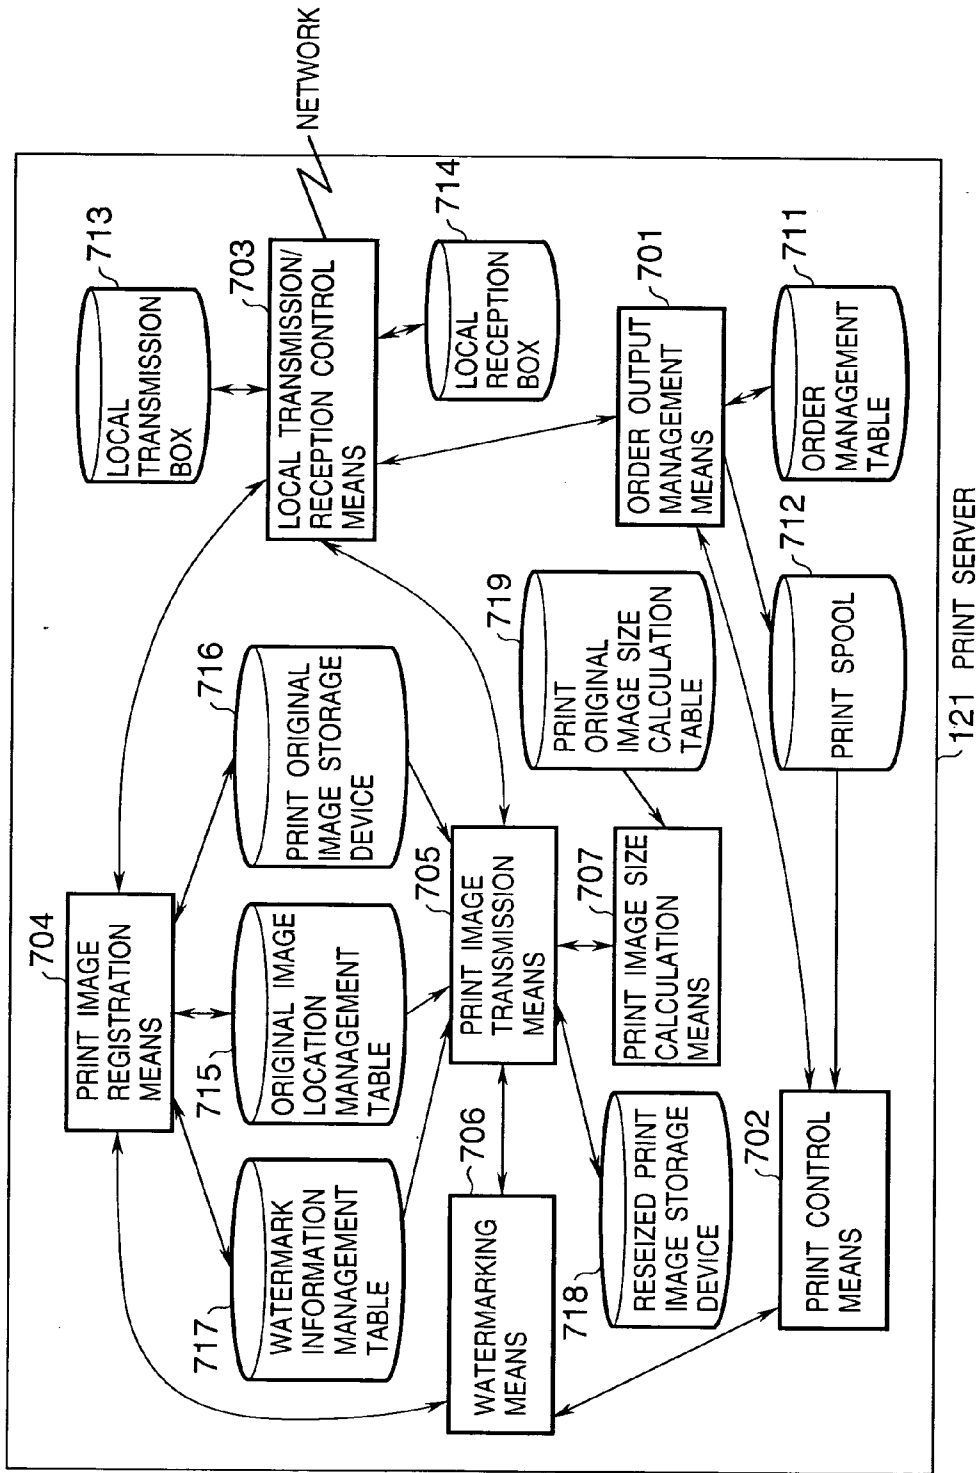 704
PRINT IMAGE
REGISTRATION
MEANS
713
LOCAL
TRANSMISSION
BOX
703
LOCAL TRANSMISSION/
RECEPTION CONTROL
MEANS
NETWORK
717
WATERMARK
INFORMATION
MANAGEMENT
TABLE
715
ORIGINAL IMAGE
LOCATION
MANAGEMENT
TABLE
716
PRINT ORIGINAL
IMAGE STORAGE
DEVICE
714
LOCAL
RECEPTION
BOX
706
WATERMARKING
MEANS
705
PRINT IMAGE
TRANSMISSION
MEANS
719
PRINT
ORIGINAL
IMAGE SIZE
CALCULATION
TABLE
701
ORDER OUTPUT
MANAGEMENT
MEANS
718
RESEIZED PRINT
IMAGE STORAGE
DEVICE
707
PRINT IMAGE SIZE
CALCULATION
MEANS
702
PRINT CONTROL
MEANS
712
PRINT SPOOL
711
ORDER
MANAGEMENT
TABLE
121 PRINT SERVER